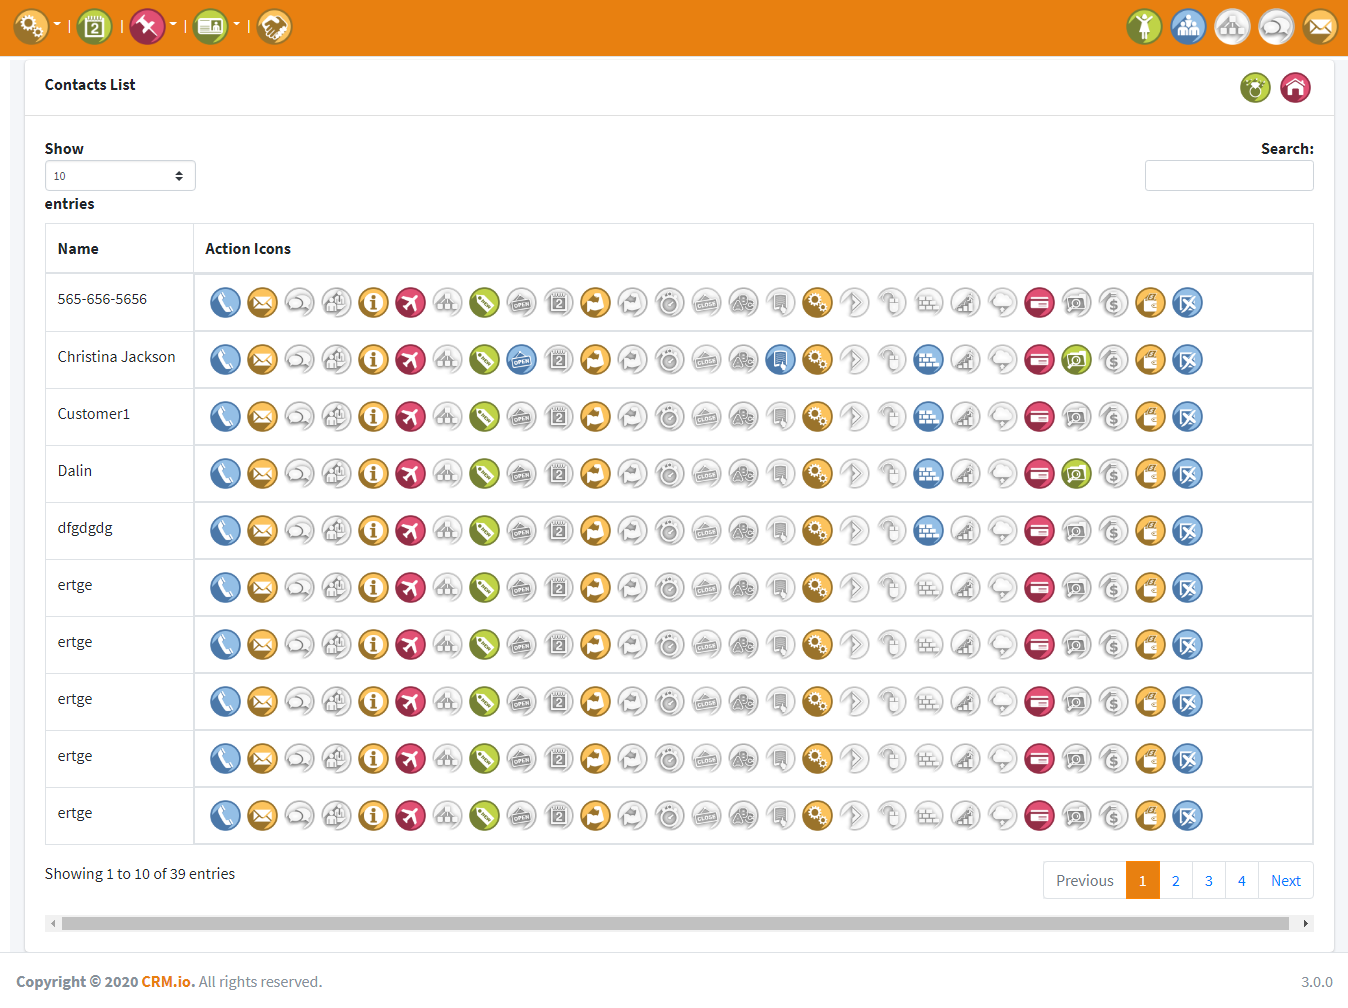 2
Contacts List
Show
Search:
10
entries
Name
Action Icons
565-656-5656
Christina Jackson
Customer1
Dalin
dfgdgdg
ertge
ertge
ertge
ertge
ertge
Showing 1 to 10 of 39 entries
Previous 1 2 3 4 Next
Copyright © 2020 CRM.io. All rights reserved.
3.0.0